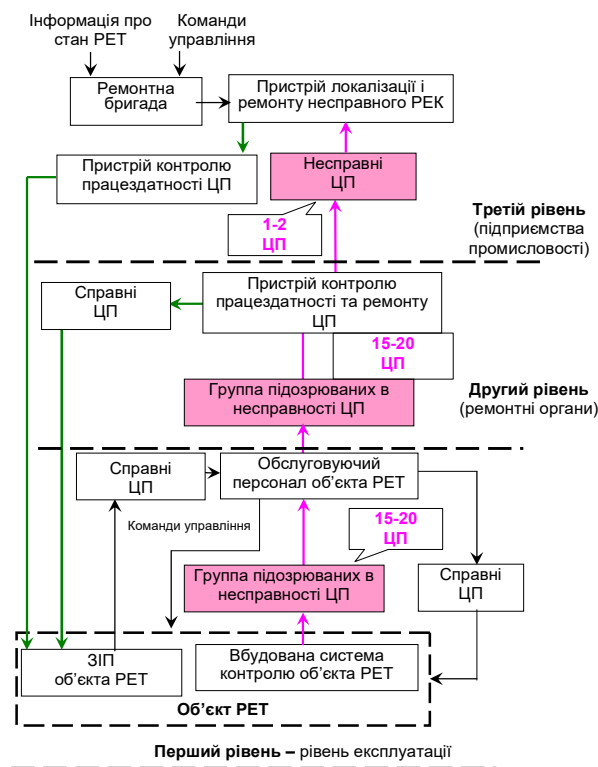 Інформація про
стан РЕТ
Команди
управління
Ремонтна
бригада
Пристрій локалізації і
ремонту несправного РЕК
Пристрій контролю
працездатності ЦП
Несправні
ЦП
1-2
ЦП
Третій рівень
(підприємства
промисловості)
Справні
ЦП
Пристрій контролю
працездатності та ремонту
ЦП
15-20
ЦП
Группа підозрюваних в
несправності ЦП
Другий рівень
(ремонтні органи)
Справні
ЦП
Обслуговуючий
персонал об’єкта РЕТ
Команди управління
15-20
ЦП
Группа підозрюваних в
несправності ЦП
Справні
ЦП
ЗІП
об’єкта РЕТ
Вбудована система
контролю об’єкта РЕТ
Об’єкт РЕТ
Перший рівень – рівень експлуатації